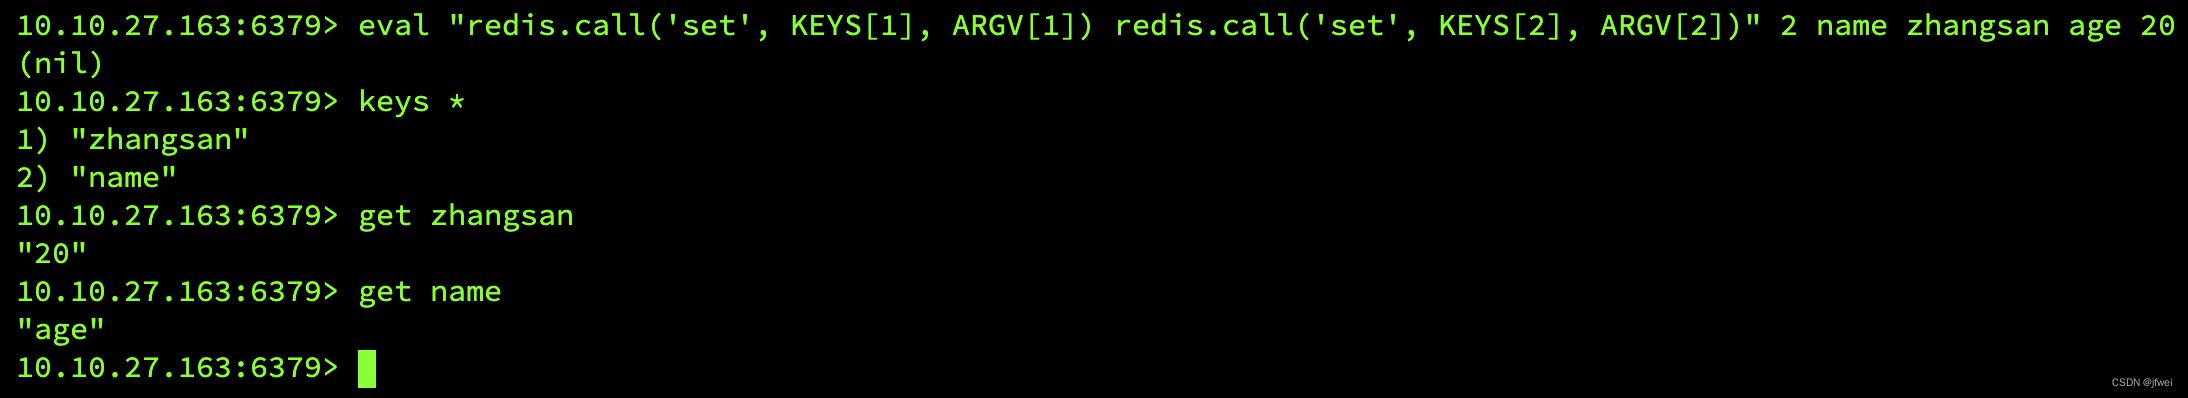 10.10.27.163:6379> eval "redis.call('set', KEYS[1], ARGV[1]) redis.call('set', KEYS[2], ARGV[2])" 2 name zhangsan age 20
(nil)
10.10.27.163:6379> keys *
1) "zhangsan"
2) "name"
10.10.27.163:6379> get zhangsan
"20"
10.10.27.163:6379> get name
"age"
10.10.27.163:6379>
CSDN @jfwei